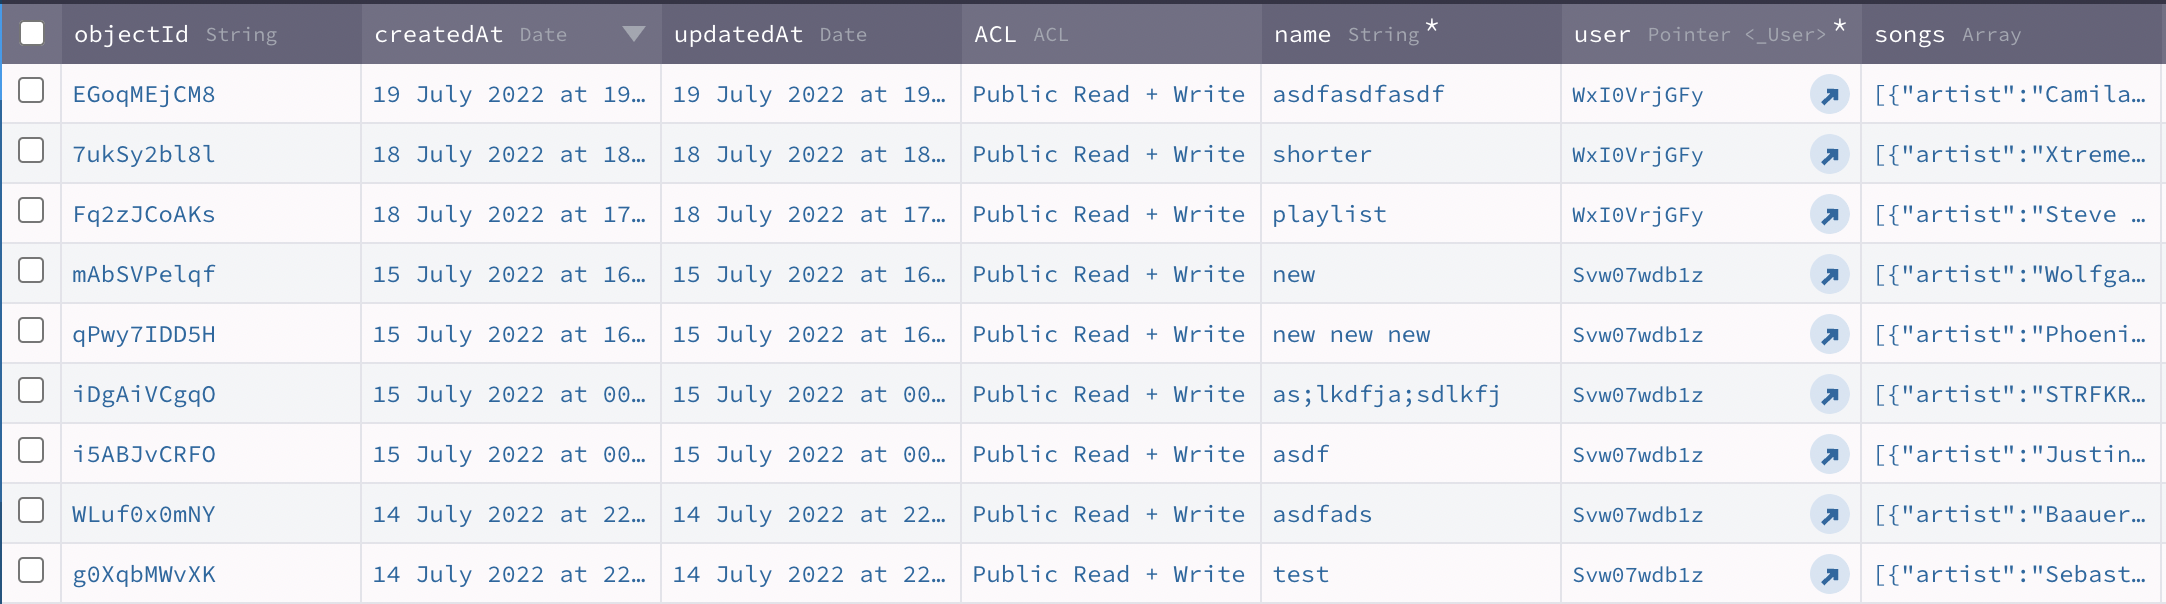 objectId String createdAt Date updatedAt Date ACL ACL name String* user Pointer <_User>* songs Array
EGoqMEjCM8 19 July 2022 at 19… 19 July 2022 at 19… Public Read + Write asdfasdfasdf WxI0VrjGFy [{"artist":"Camila…
7ukSy2bl8l 18 July 2022 at 18… 18 July 2022 at 18… Public Read + Write shorter WxI0VrjGFy [{"artist":"Xtreme…
Fq2zJCoAKs 18 July 2022 at 17… 18 July 2022 at 17… Public Read + Write playlist WxI0VrjGFy [{"artist":"Steve …
mAbSVPelqf 15 July 2022 at 16… 15 July 2022 at 16… Public Read + Write new Svw07wdb1z [{"artist":"Wolfga…
qPwy7IDD5H 15 July 2022 at 16… 15 July 2022 at 16… Public Read + Write new new new Svw07wdb1z [{"artist":"Phoeni…
iDgAiVCgqO 15 July 2022 at 00… 15 July 2022 at 00… Public Read + Write as;lkdfja;sdlkfj Svw07wdb1z [{"artist":"STRFKR…
i5ABJvCRFO 15 July 2022 at 00… 15 July 2022 at 00… Public Read + Write asdf Svw07wdb1z [{"artist":"Justin…
WLuf0x0mNY 14 July 2022 at 22… 14 July 2022 at 22… Public Read + Write asdfads Svw07wdb1z [{"artist":"Baauer…
g0XqbMWvXK 14 July 2022 at 22… 14 July 2022 at 22… Public Read + Write test Svw07wdb1z [{"artist":"Sebast…